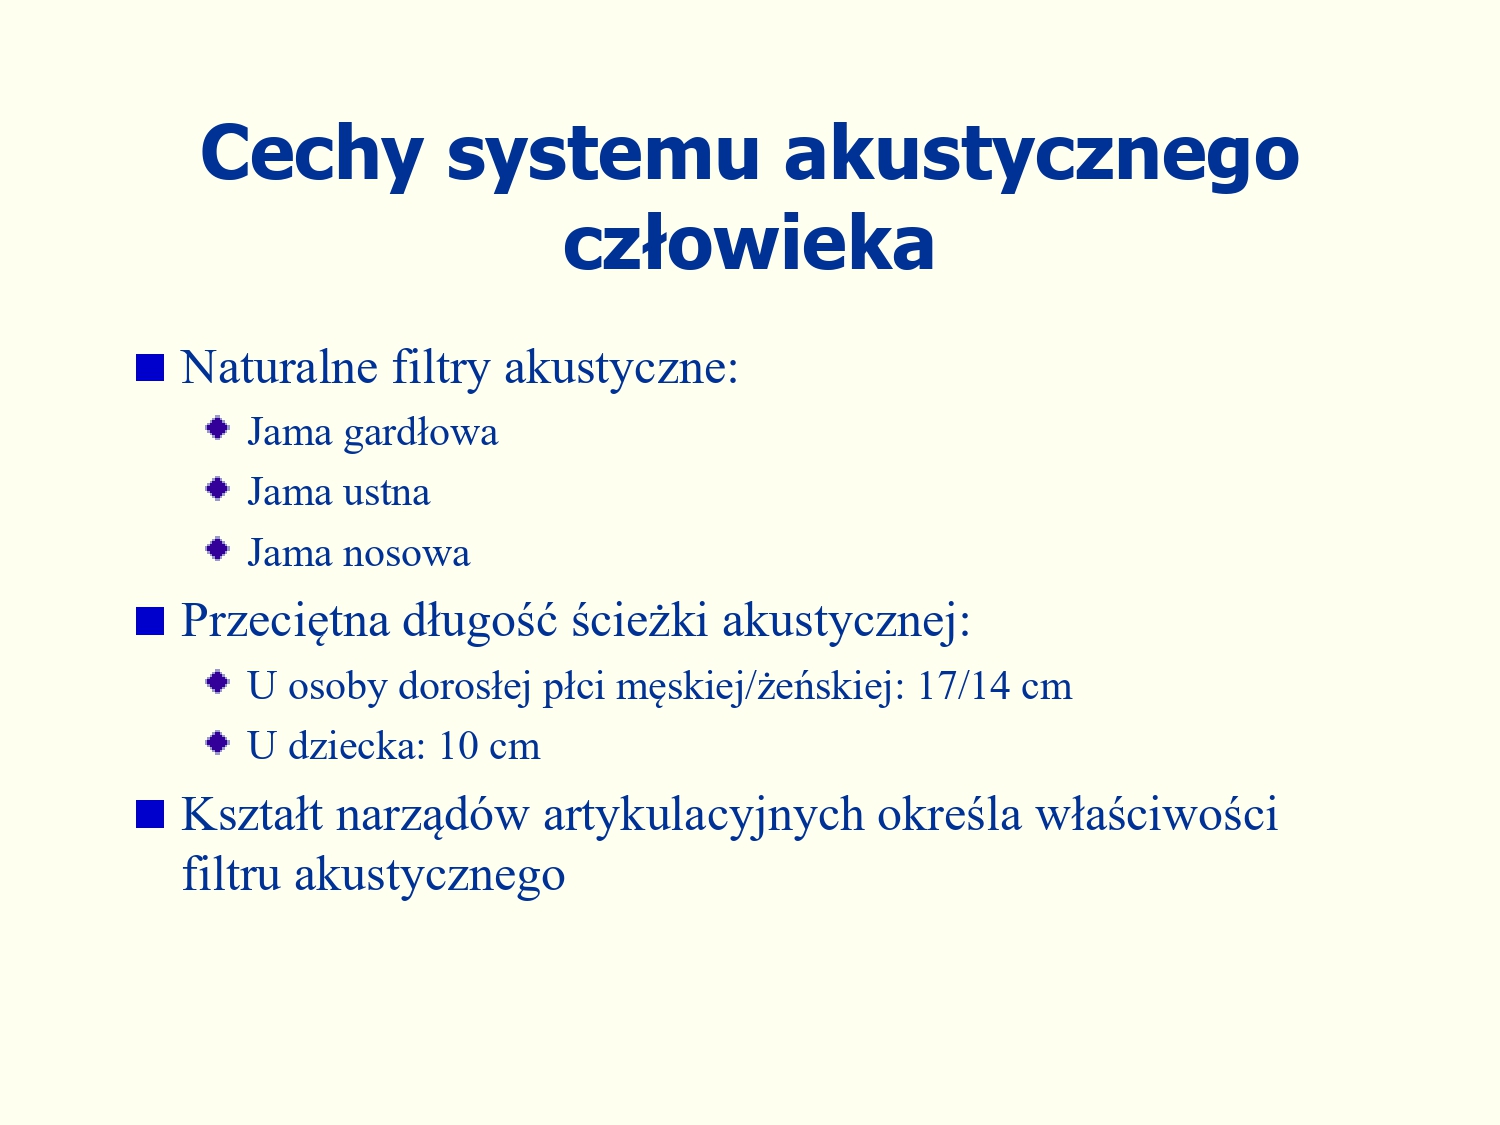 Cechy systemu akustycznego
człowieka
Naturalne filtry akustyczne:
Jama gardłowa
Jama ustna
Jama nosowa
Przeciętna długość ścieżki akustycznej:
U osoby dorosłej płci męskiej/żeńskiej: 17/14 cm
U dziecka: 10 cm
Kształt narządów artykulacyjnych określa właściwości
filtru akustycznego